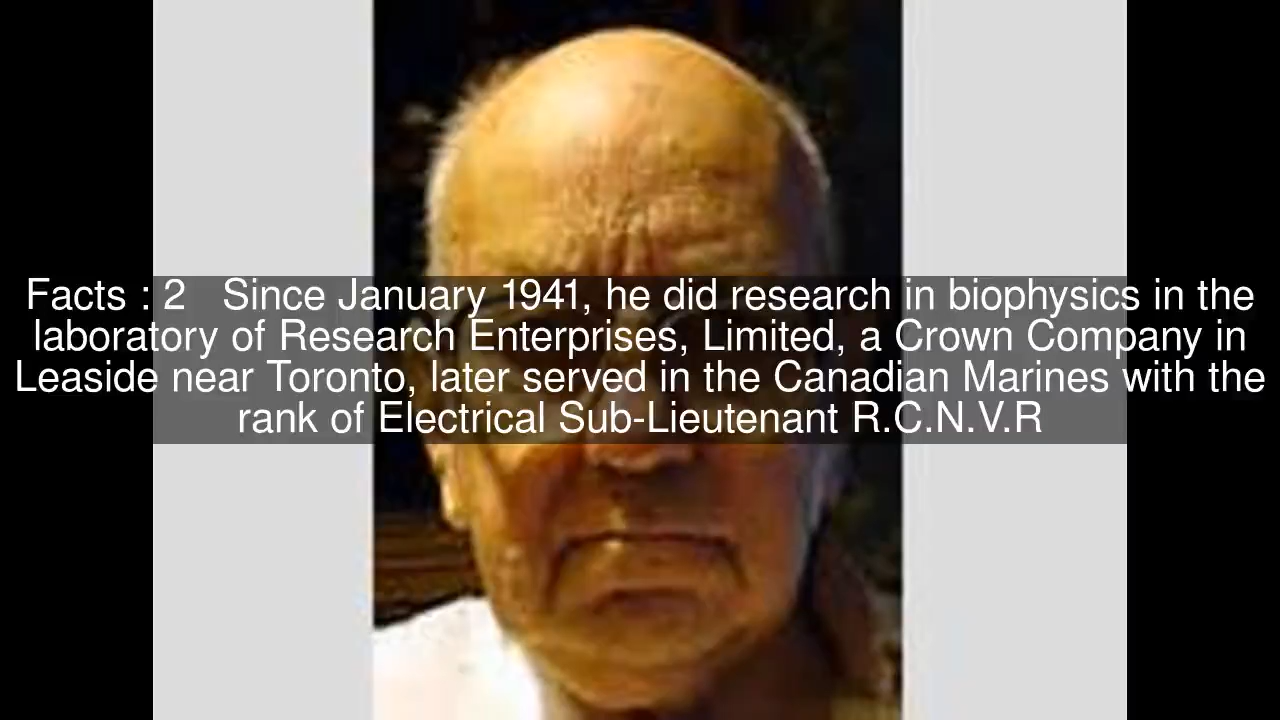 Facts : 2   Since January 1941, he did research in biophysics in the
laboratory of Research Enterprises, Limited, a Crown Company in
Leaside near Toronto, later served in the Canadian Marines with the
rank of Electrical Sub-Lieutenant R.C.N.V.R